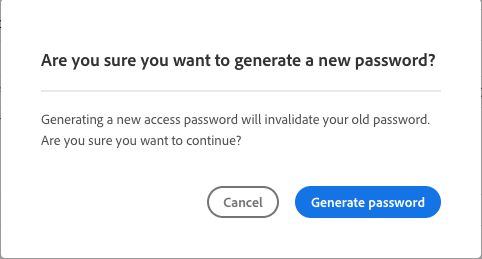 Are you sure you want to generate a new password?
Generating a new access password will invalidate your old password.
Are you sure you want to continue?
Cancel
Generate password